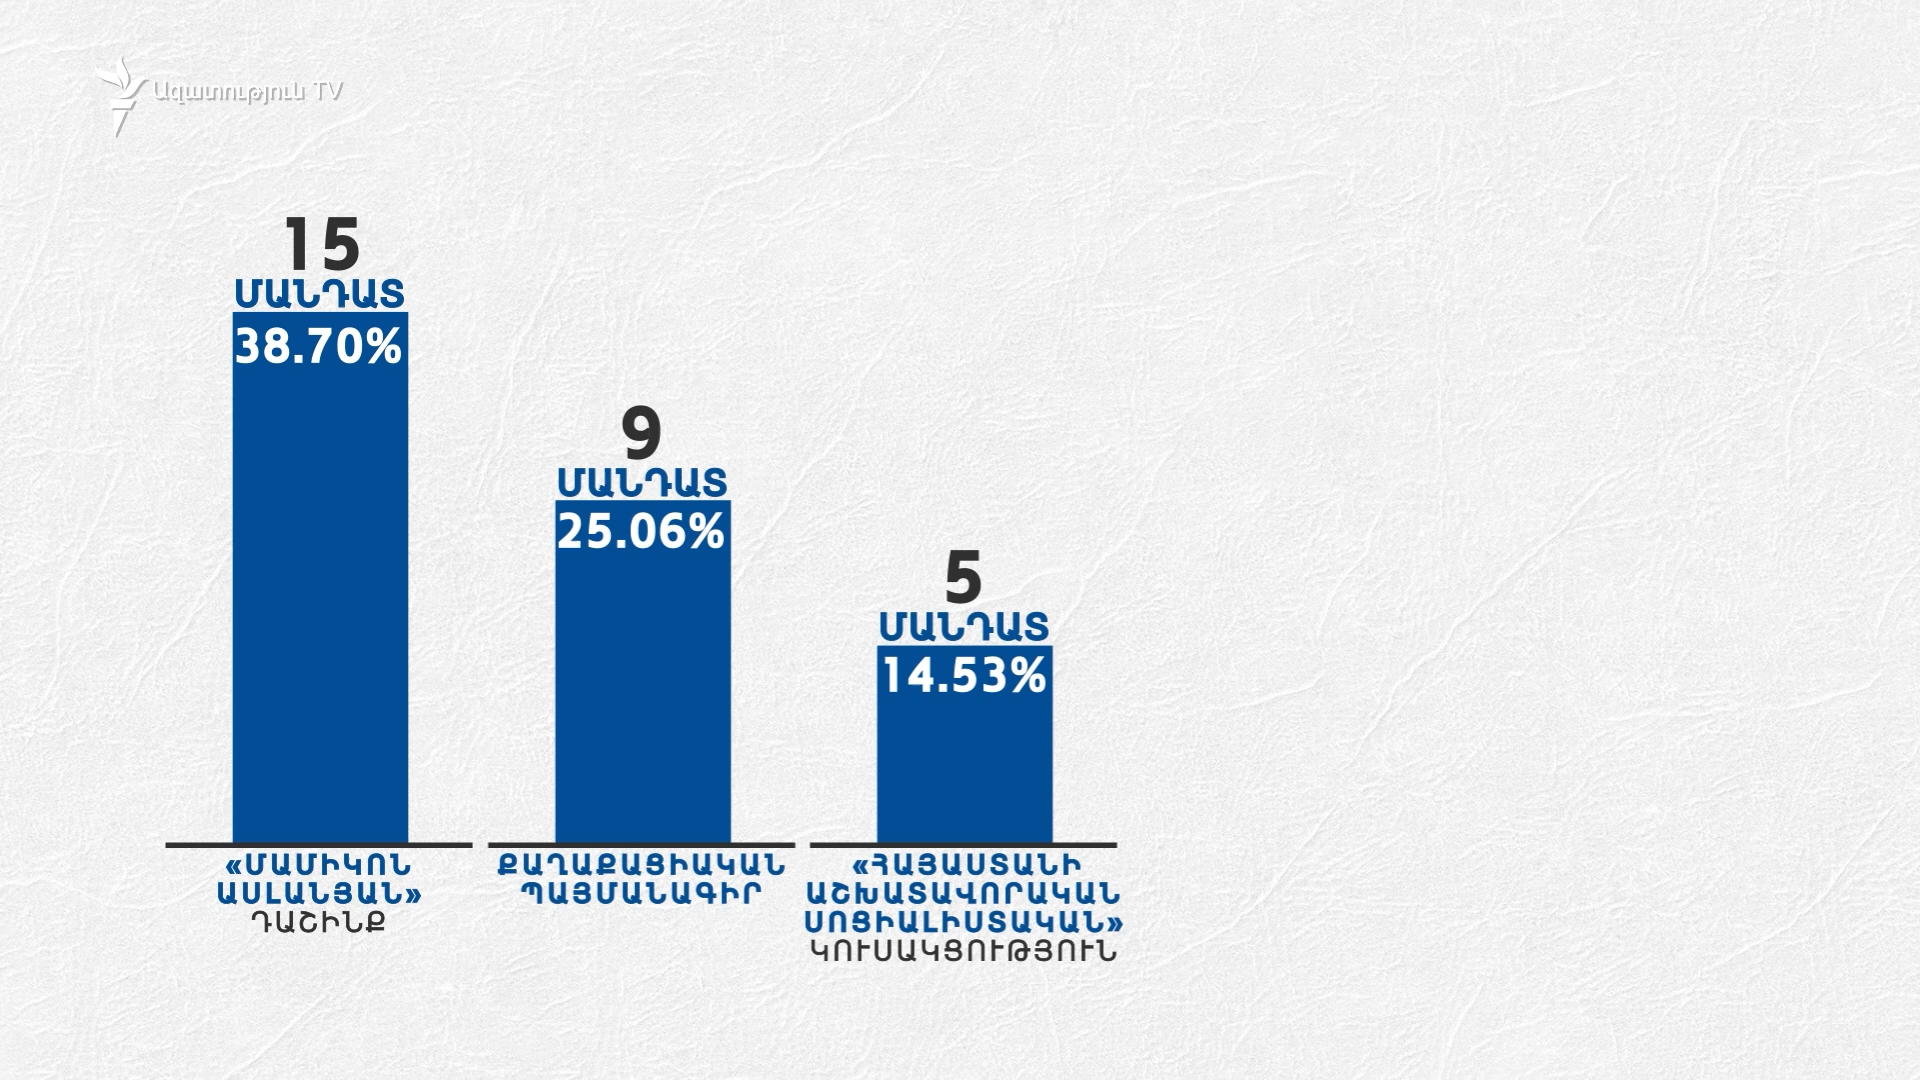 Ազատություն TV
15
ՄԱՆԴԱՏ
38.70%
9
ՄԱՆԴԱՏ
25.06%
5
ՄԱՆԴԱՏ
14.53%
«ՄԱՄԻԿՈՆ
ԱՍԼԱՆՅԱՆ»
ԴԱՇԻՆՔ
ՔԱՂԱՔԱՑԻԱԿԱՆ
ՊԱՅՄԱՆԱԳԻՐ
«ՀԱՅԱՍՏԱՆԻ
ԱՇԽԱՏԱՎՈՐԱԿԱՆ
ՍՈՑԻԱԼԻՍՏԱԿԱՆ»
ԿՈՒՍԱԿՑՈՒԹՅՈՒՆ